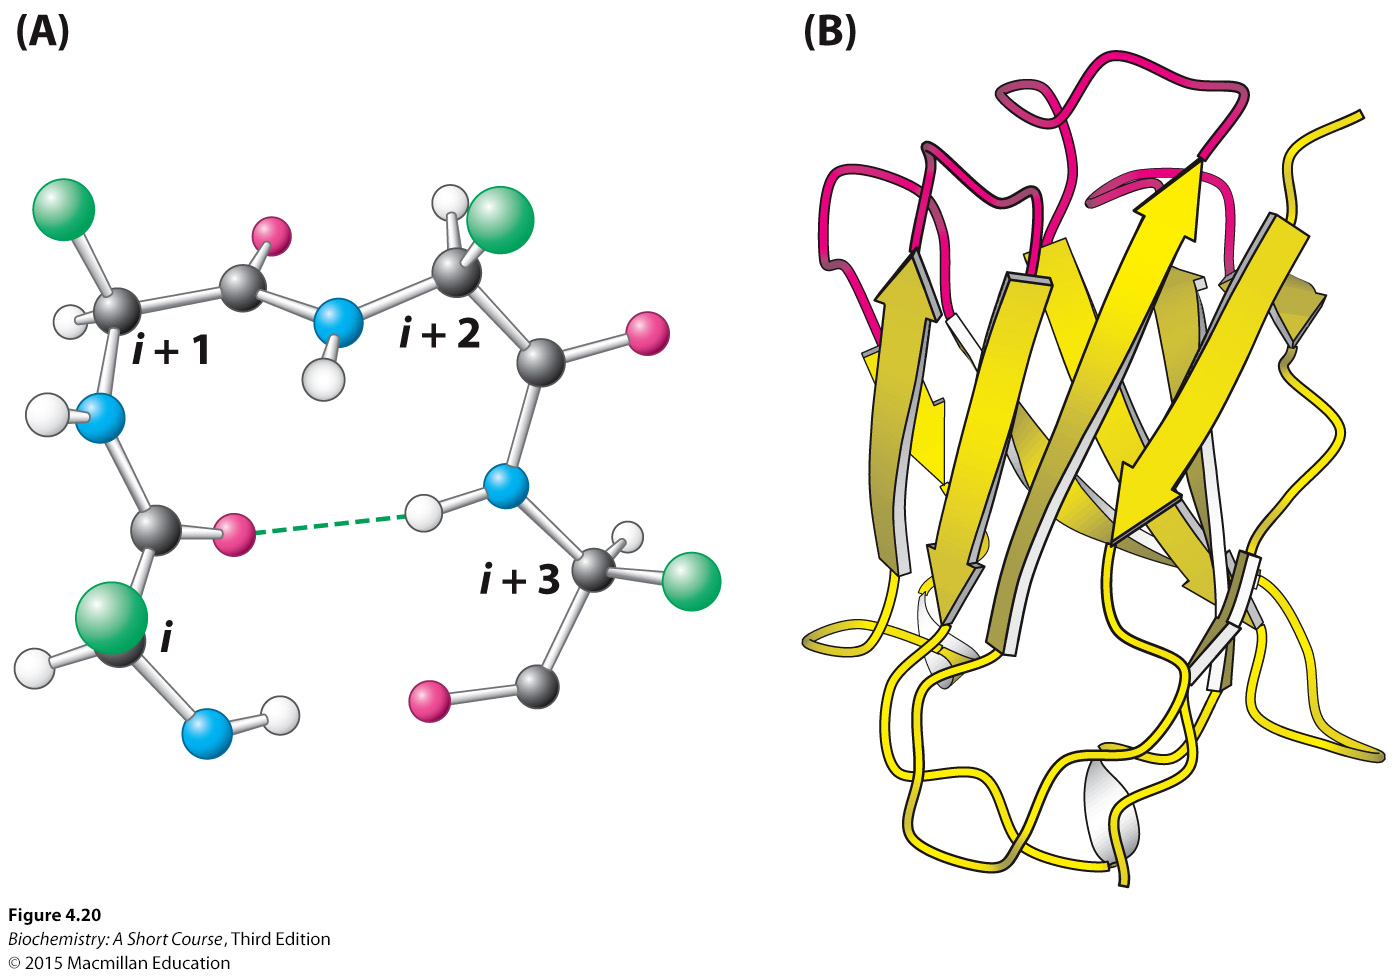 (A)
(B)
i + 1
i + 2
i + 3
i
Figure 4.20
Biochemistry: A Short Course, Third Edition
© 2015 Macmillan Education